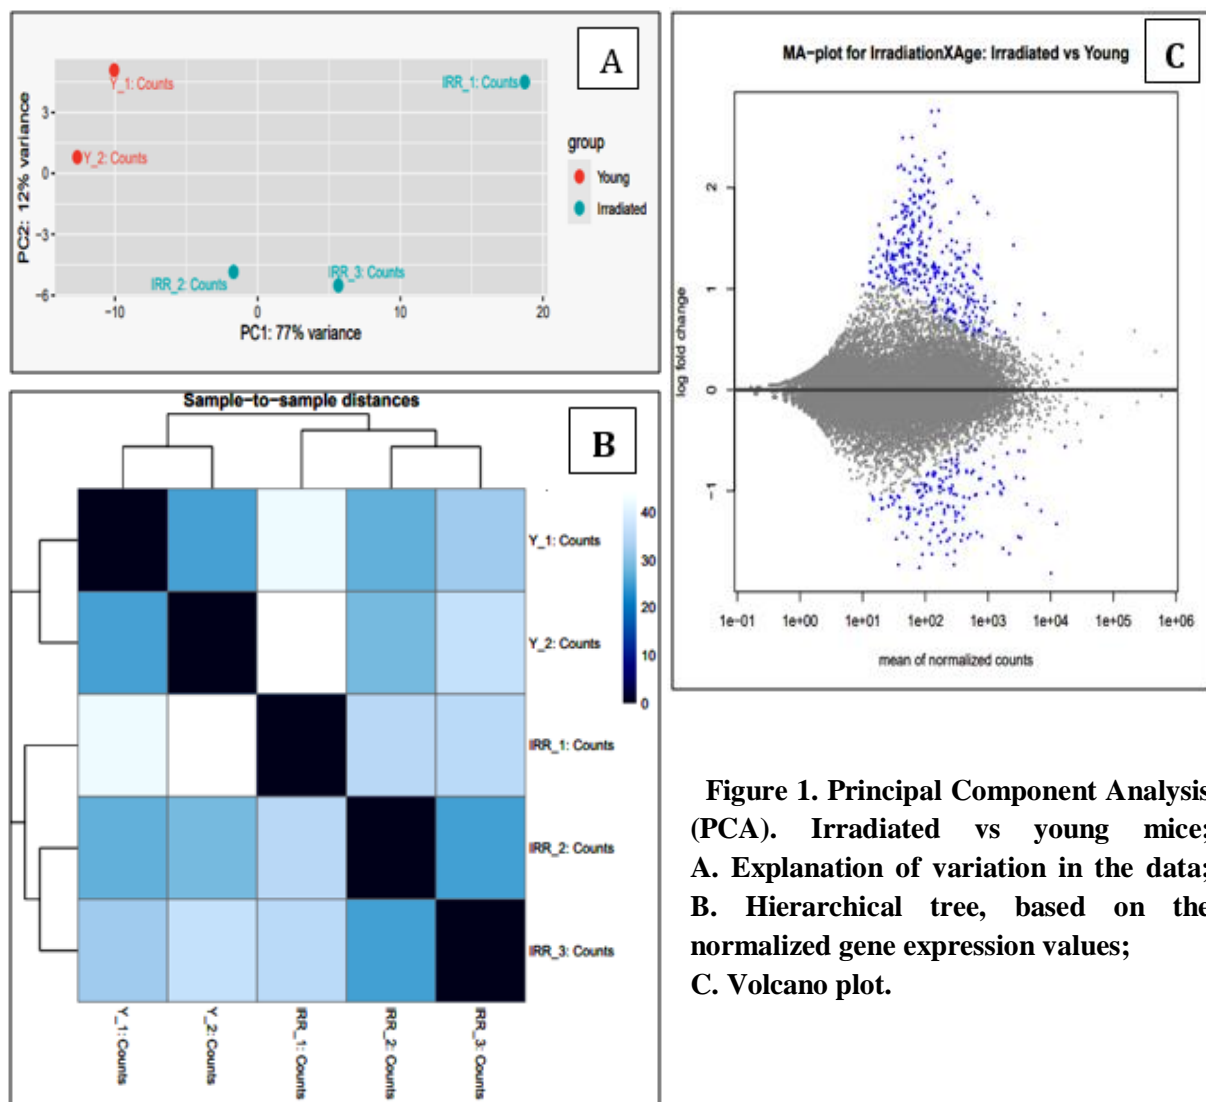 A
Y_1: Counts
IRR_1: Counts
Y_2: Counts
IRR_2: Counts
IRR_3: Counts
3
0
−3
−6
−10
0
10
20
PC2: 12% variance
PC1: 77% variance
group
Young
Irradiated
Sample−to−sample distances
B
40
30
20
10
0
Y_1: Counts
Y_2: Counts
IRR_1: Counts
IRR_2: Counts
IRR_3: Counts
Y_1: Counts
Y_2: Counts
IRR_1: Counts
IRR_2: Counts
IRR_3: Counts
MA−plot for IrradiationXAge: Irradiated vs Young
C
2
1
0
−1
log fold change
1e−01
1e+00
1e+01
1e+02
1e+03
1e+04
1e+05
1e+06
mean of normalized counts
Figure 1. Principal Component Analysis
(PCA). Irradiated vs young mice;
A. Explanation of variation in the data;
B. Hierarchical tree, based on the
normalized gene expression values;
C. Volcano plot.